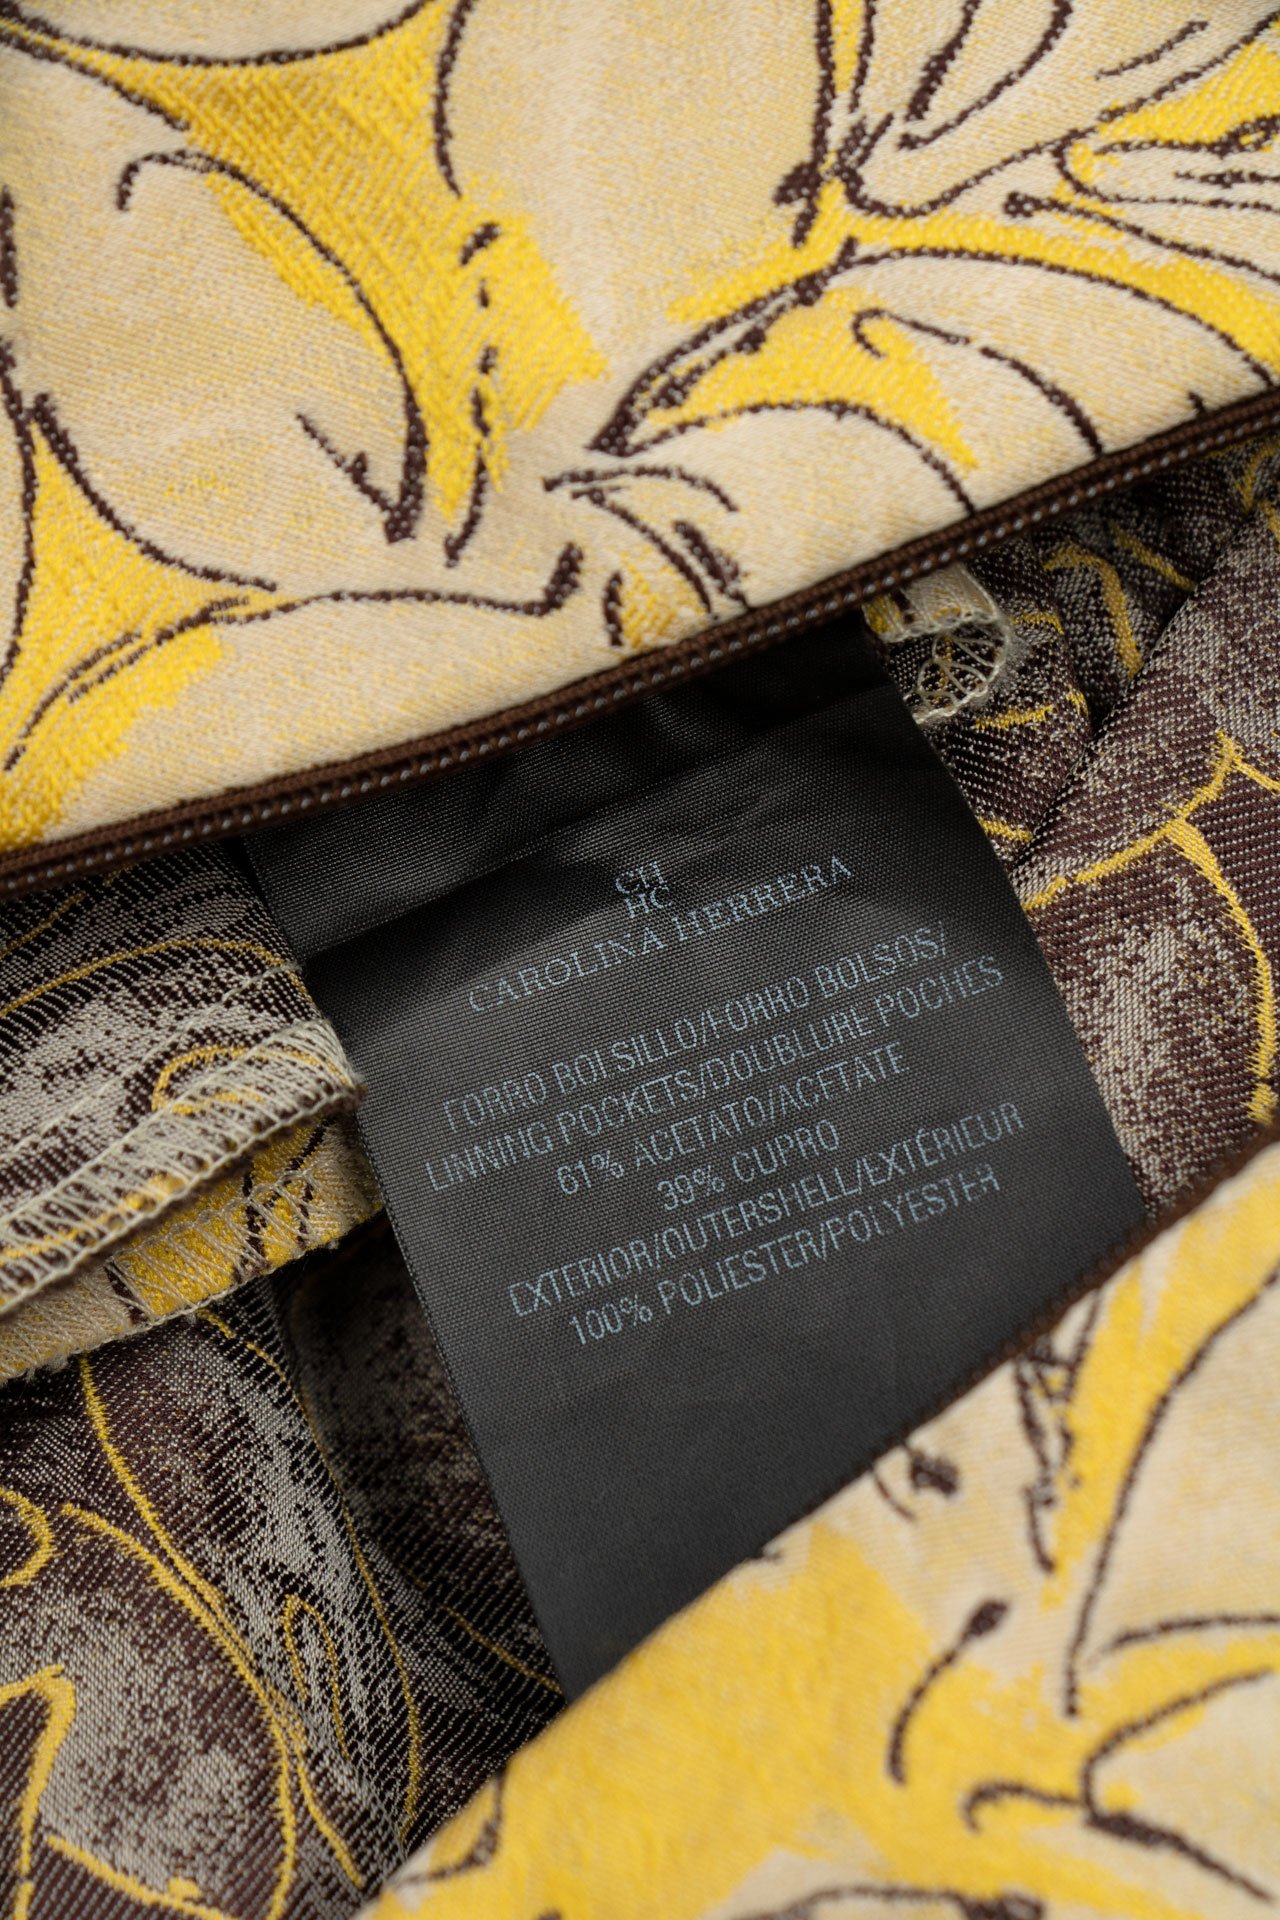 CH
HC
CAROLINA HERRERA
FORRO BOLSILLO/FORRO BOLSOS/
LINNING POCKETS/DOUBLURE POCHES
61% ACETATO/ACETATE
39% CUPRO
EXTERIOR/OUTERSHELL/EXTÉRIEUR
100% POLIESTER/POLYESTER